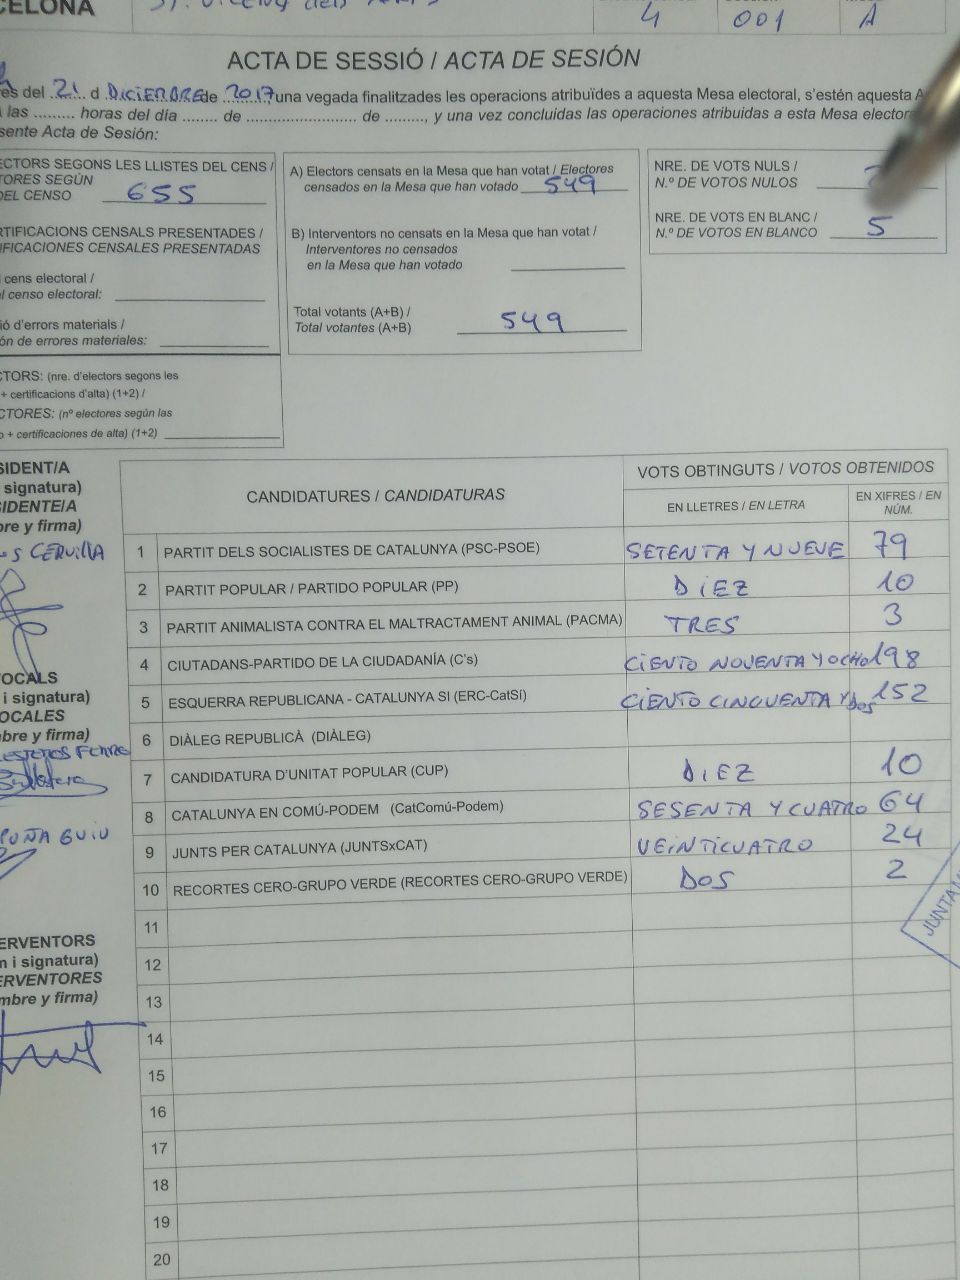 CELONA
4 001 A
ACTA DE SESSIÓ / ACTA DE SESIÓN
es del 21 d DICIEMBRE de 2017 una vegada finalitzades les operacions atribuïdes a aquesta Mesa electoral, s'estén aquesta A
las ......... horas del día ........ de .......................... de ........., y una vez concluidas las operaciones atribuidas a esta Mesa elector
sente Acta de Sesión:
ECTORS SEGONS LES LLISTES DEL CENS /
TORES SEGÚN
DEL CENSO 655
RTIFICACIONS CENSALS PRESENTADES /
IFICACIONES CENSALES PRESENTADAS
cens electoral /
l censo electoral:
ió d'errors materials /
ón de errores materiales:
CTORS: (nre. d'electors segons les
+ certificacions d'alta) (1+2) /
CTORES: (nº electores según las
o + certificaciones de alta) (1+2)
A) Electors censats en la Mesa que han votat / Electores
censados en la Mesa que han votado 549
B) Interventors no censats en la Mesa que han votat /
Interventores no censados
en la Mesa que han votado
Total votants (A+B) /
Total votantes (A+B) 549
NRE. DE VOTS NULS /
N.º DE VOTOS NULOS
NRE. DE VOTS EN BLANC /
N.º DE VOTOS EN BLANCO 5
SIDENT/A
signatura)
SIDENTE/A
bre y firma)
CERVILLA
OCALS
i signatura)
OCALES
mbre y firma)
GUIU
ERVENTORS
m i signatura)
ERVENTORES
mbre y firma)
CANDIDATURES / CANDIDATURAS
VOTS OBTINGUTS / VOTOS OBTENIDOS
EN LLETRES / EN LETRA
EN XIFRES / EN
NÚM.
1 PARTIT DELS SOCIALISTES DE CATALUNYA (PSC-PSOE) SETENTA Y NUEVE 79
2 PARTIT POPULAR / PARTIDO POPULAR (PP) DIEZ 10
3 PARTIT ANIMALISTA CONTRA EL MALTRACTAMENT ANIMAL (PACMA) TRES 3
4 CIUTADANS-PARTIDO DE LA CIUDADANÍA (C's) CIENTO NOVENTA Y OCHO 198
5 ESQUERRA REPUBLICANA - CATALUNYA SI (ERC-CatSí) CIENTO CINCUENTA Y DOS 152
6 DIÀLEG REPUBLICÀ (DIÀLEG)
7 CANDIDATURA D'UNITAT POPULAR (CUP) DIEZ 10
8 CATALUNYA EN COMÚ-PODEM (CatComú-Podem) SESENTA Y CUATRO 64
9 JUNTS PER CATALUNYA (JUNTSxCAT) VEINTICUATRO 24
10 RECORTES CERO-GRUPO VERDE (RECORTES CERO-GRUPO VERDE) DOS 2
11
12
13
14
15
16
17
18
19
20
JUNTA